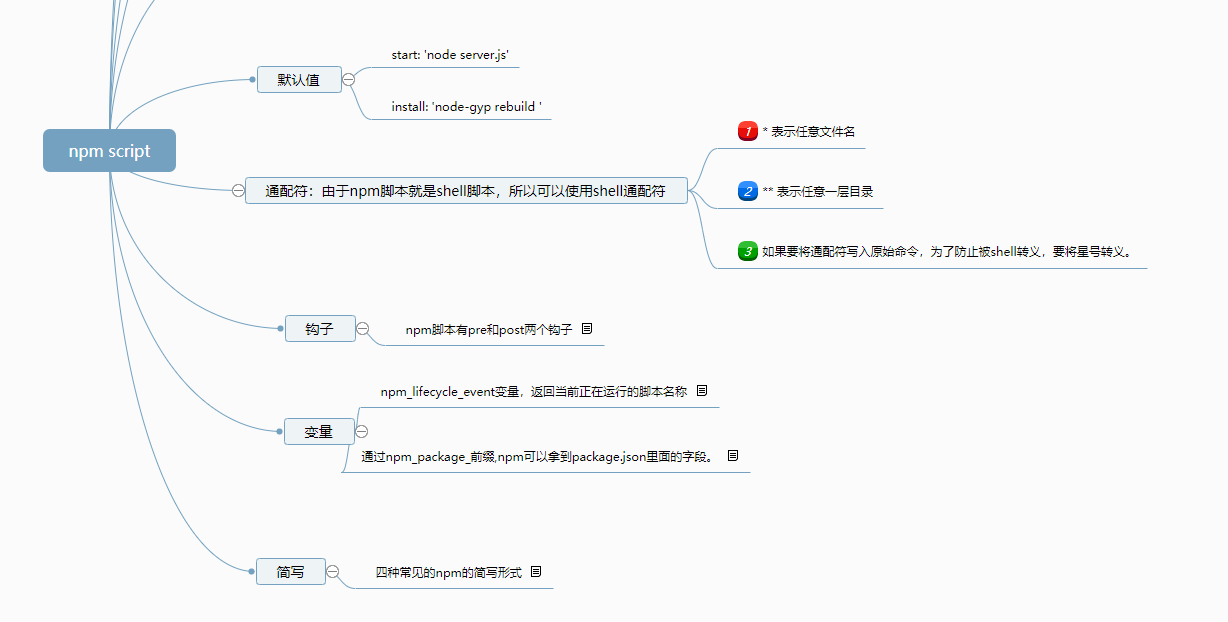 npm script
默认值
start: 'node server.js'
install: 'node-gyp rebuild '
通配符：由于npm脚本就是shell脚本，所以可以使用shell通配符
1 * 表示任意文件名
2 ** 表示任意一层目录
3 如果要将通配符写入原始命令，为了防止被shell转义，要将星号转义。
钩子
npm脚本有pre和post两个钩子
变量
npm_lifecycle_event变量，返回当前正在运行的脚本名称
通过npm_package_前缀,npm可以拿到package.json里面的字段。
简写
四种常见的npm的简写形式